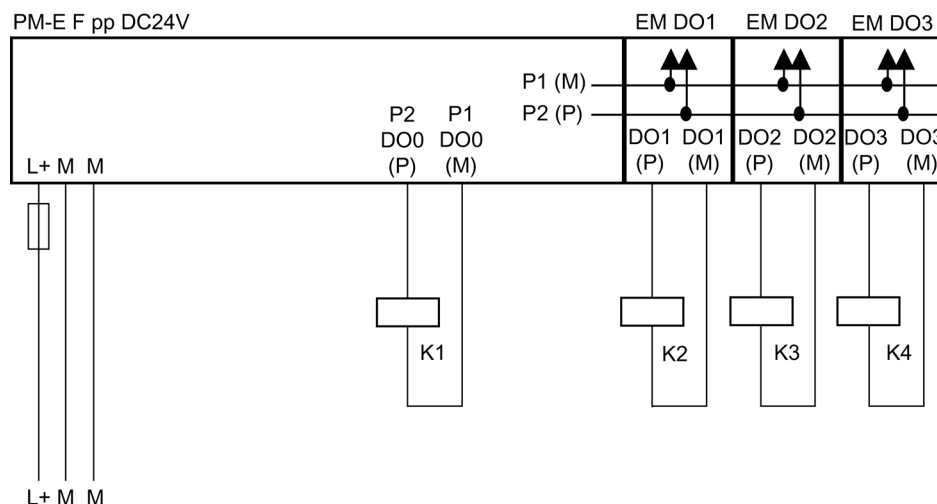 PM-E F pp DC24V
EM DO1 EM DO2 EM DO3
P1 (M)
P2 (P)
P2 P1
DO0 DO0
(P) (M)
DO1 DO1 DO2 DO2 DO3 DO3
(P) (M) (P) (M) (P) (M)
L+ M M
K1 K2 K3 K4
L+ M M